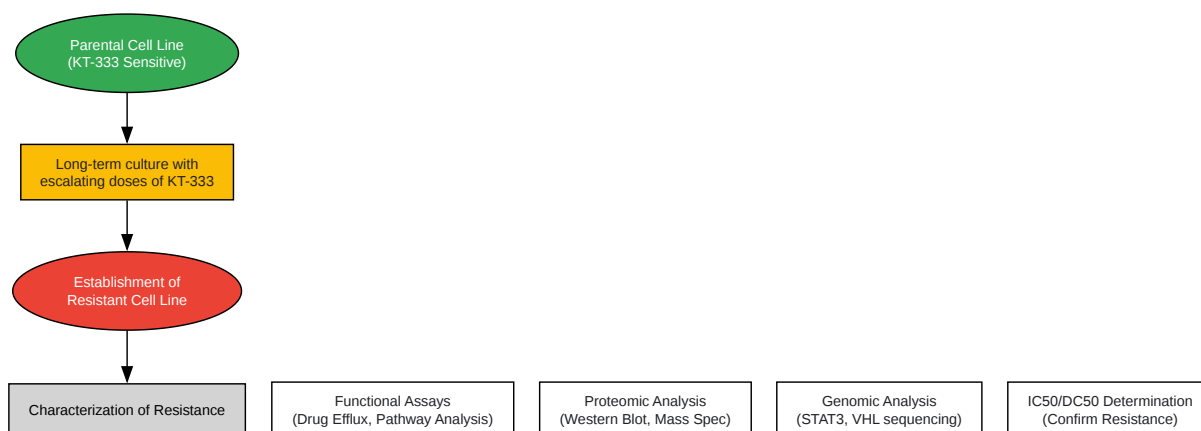 Parental Cell Line
(KT-333 Sensitive)
Long-term culture with
escalating doses of KT-333
Establishment of
Resistant Cell Line
Characterization of Resistance
Functional Assays
(Drug Efflux, Pathway Analysis)
Proteomic Analysis
(Western Blot, Mass Spec)
Genomic Analysis
(STAT3, VHL sequencing)
IC50/DC50 Determination
(Confirm Resistance)